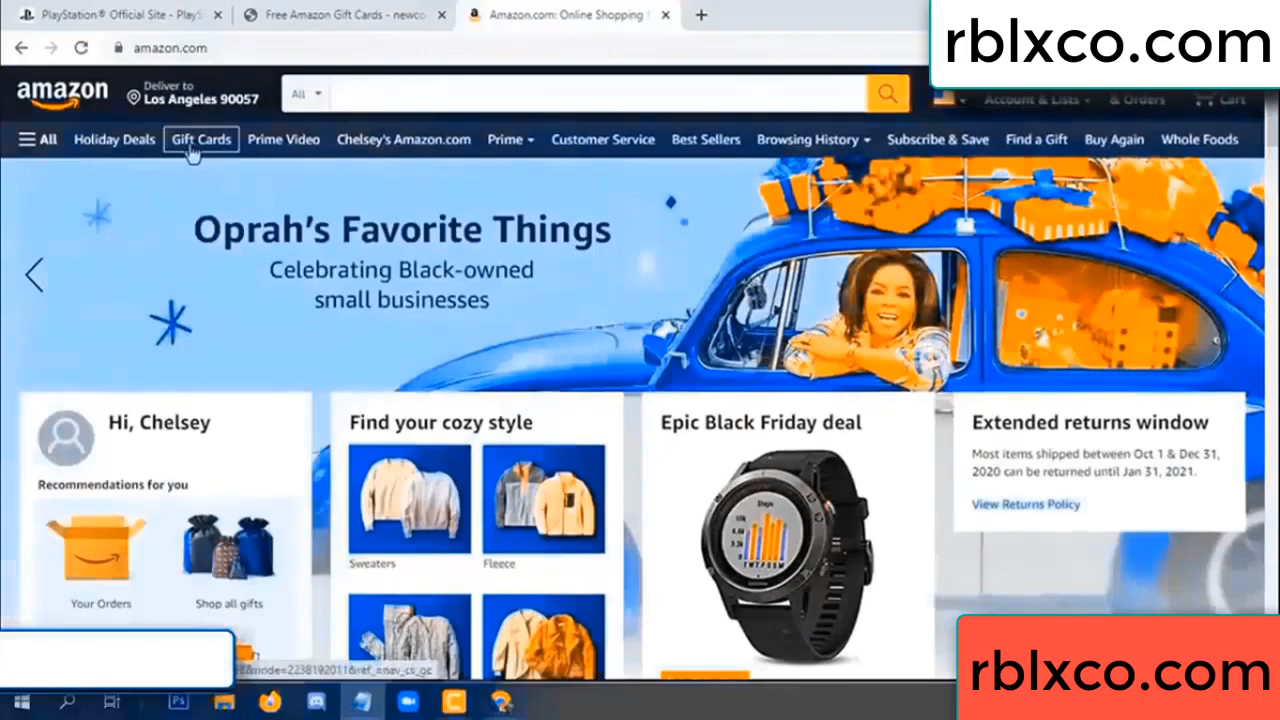 PlayStation® Official Site - PlayS
Free Amazon Gift Cards - newco
Amazon.com: Online Shopping
rblxco.com
amazon.com
amazon
Deliver to
Los Angeles 90057
All
Account & Lists
& Orders
Cart
All
Holiday Deals
Gift Cards
Prime Video
Chelsey's Amazon.com
Prime
Customer Service
Best Sellers
Browsing History
Subscribe & Save
Find a Gift
Buy Again
Whole Foods
Oprah's Favorite Things
Celebrating Black-owned
small businesses
Hi, Chelsey
Recommendations for you
Your Orders
Shop all gifts
Find your cozy style
Sweaters
Fleece
Epic Black Friday deal
Steps
Extended returns window
Most items shipped between Oct 1 & Dec 31,
2020 can be returned until Jan 31, 2021.
View Returns Policy
rblxco.com
Ps